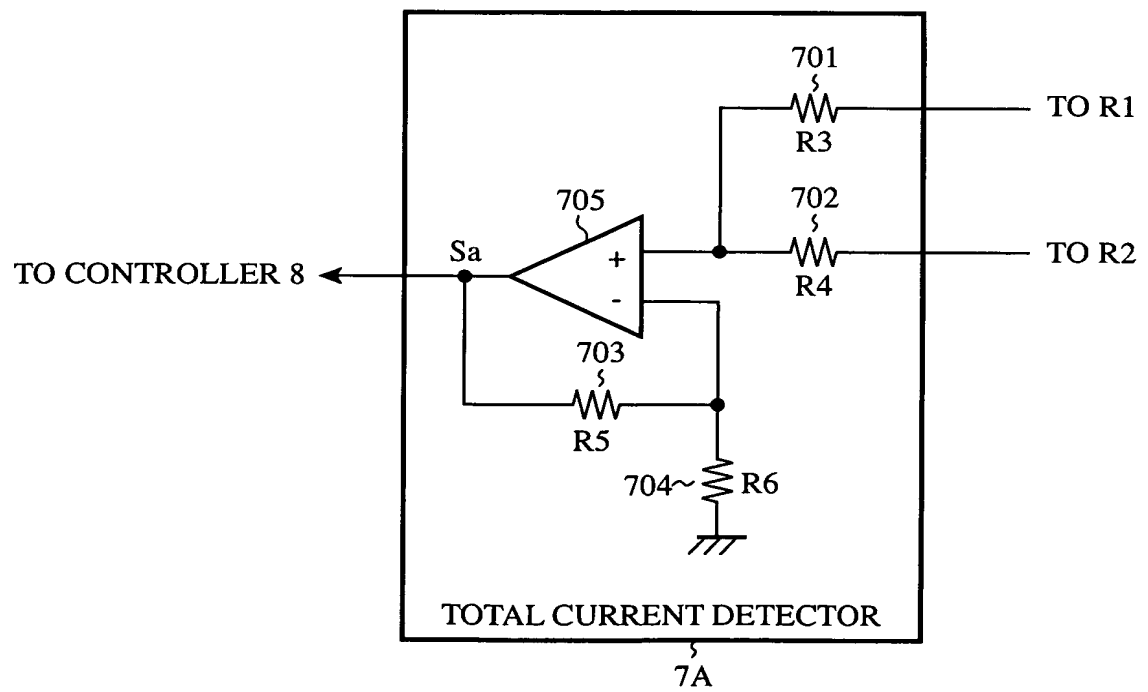 701
TO R1
R3
702
705
Sa
+
TO R2
TO CONTROLLER 8
R4
-
703
R5
704
R6
TOTAL CURRENT DETECTOR
7A